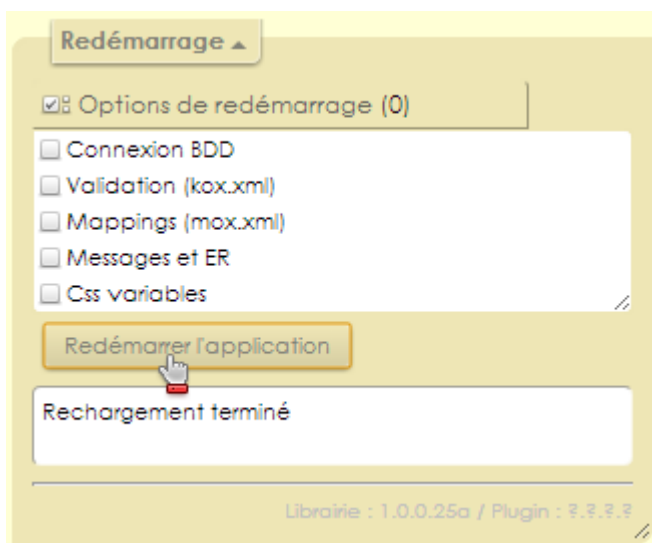 Redémarrage
Options de redémarrage (0)
Connexion BDD
Validation (kox.xml)
Mappings (mox.xml)
Messages et ER
Css variables
Redémarrer l'application
Rechargement terminé
Librairie : 1.0.0.25a / Plugin : ?.?.?.?